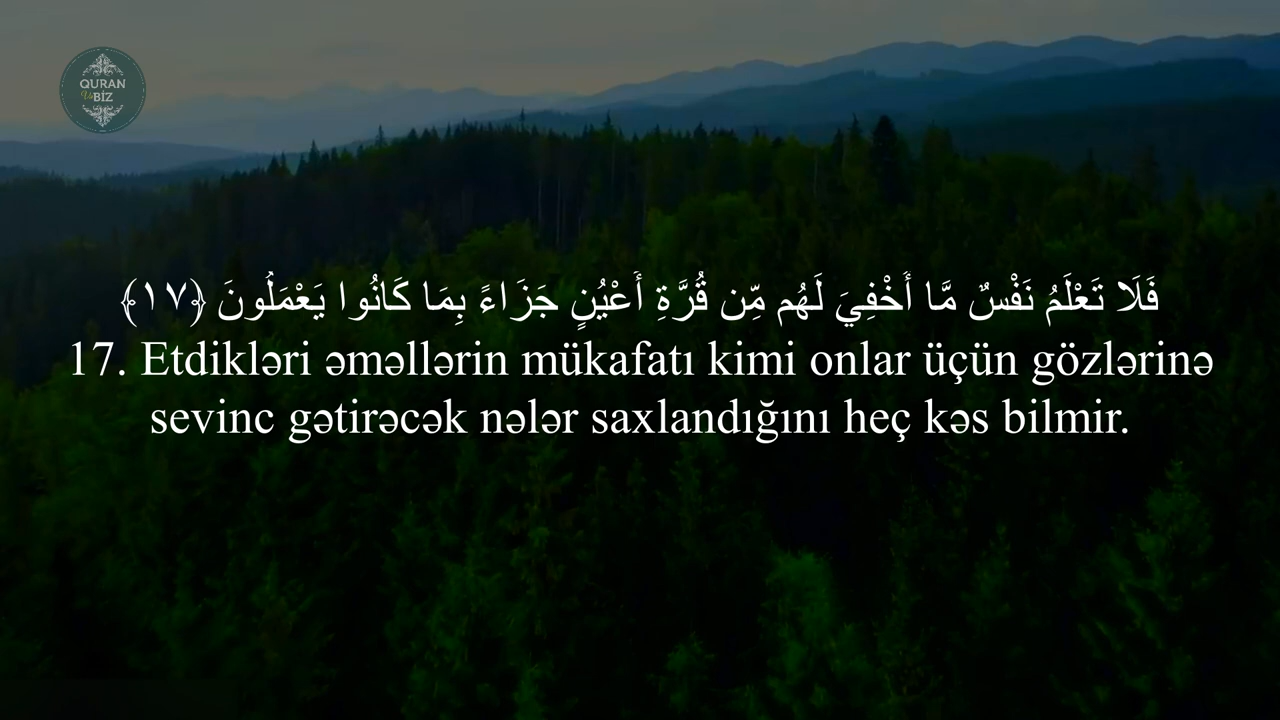 QURAN
Və BİZ
فَلَا تَعْلَمُ نَفْسٌ مَّا أُخْفِيَ لَهُم مِّن قُرَّةِ أَعْيُنٍ جَزَاءً بِمَا كَانُوا يَعْمَلُونَ ﴿١٧﴾
17. Etdikləri əməllərin mükafatı kimi onlar üçün gözlərinə
sevinc gətirəcək nələr saxlandığını heç kəs bilmir.